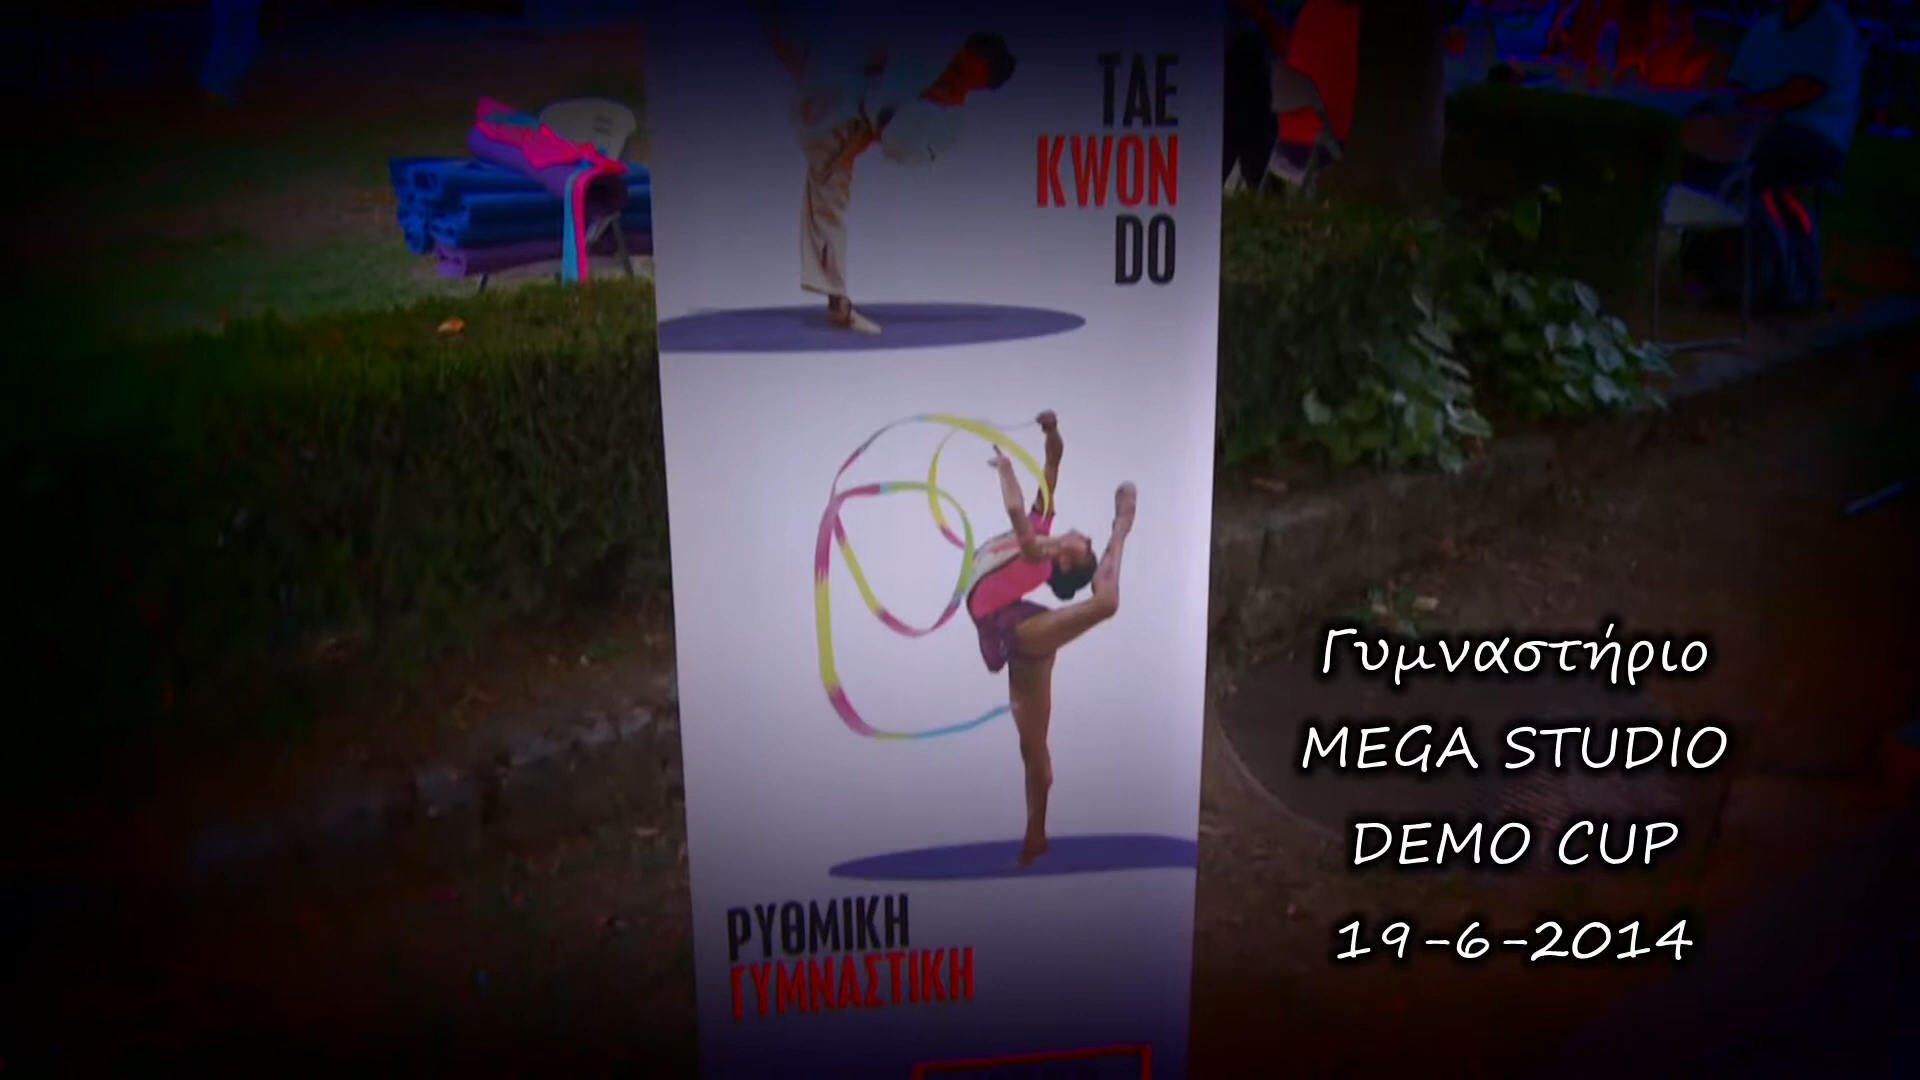 TAE
KWON
DO
ΡΥΘΜΙΚΗ
ΓΥΜΝΑΣΤΙΚΗ
Γυμναστήριο
MEGA STUDIO
DEMO CUP
19-6-2014